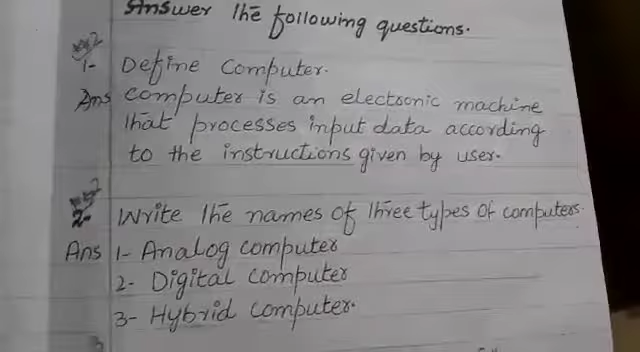 Answer the following questions.
1- Define Computer.
Ans computer is an electronic machine
that processes input data according
to the instructions given by user.
2- Write the names of three types of computers.
Ans 1- Analog computer
2- Digital computer
3- Hybrid computer.
3